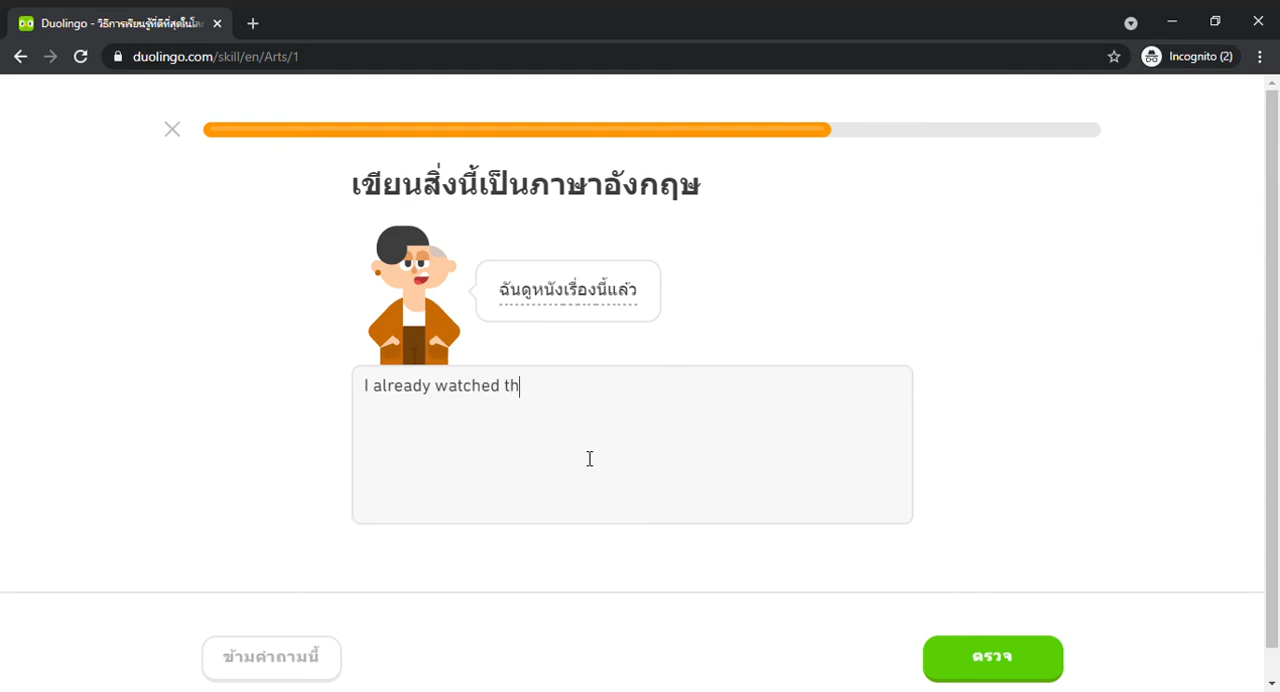 Duolingo - วิธีการเรียนรู้ที่ดีที่สุดในโล
duolingo.com/skill/en/Arts/1
Incognito (2)
เขียนสิ่งนี้เป็นภาษาอังกฤษ
ฉันดูหนังเรื่องนี้แล้ว
I already watched th
ข้ามคำถามนี้
ตรวจ